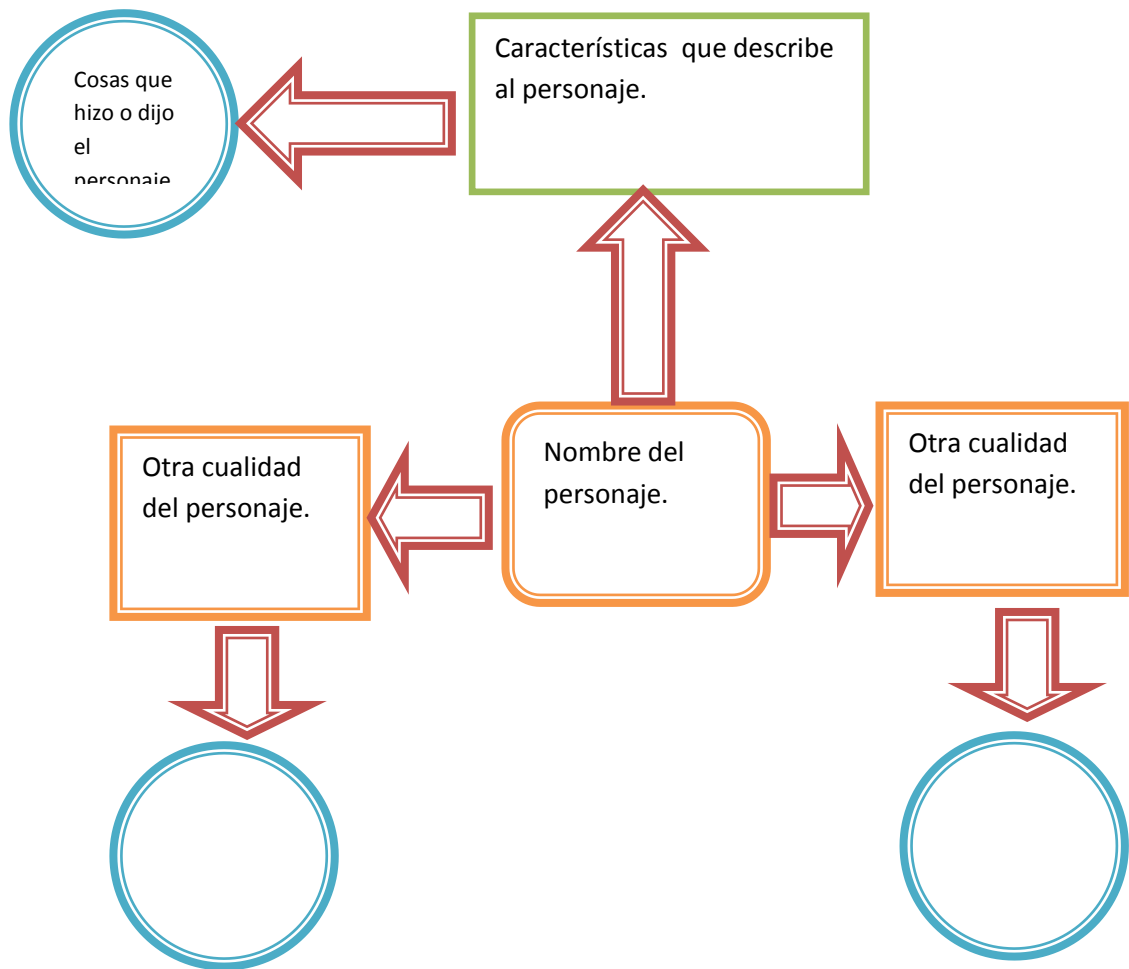 Cosas que
hizo o dijo
el
personaje
Características  que describe
al personaje.
Otra cualidad
del personaje.
Nombre del
personaje.
Otra cualidad
del personaje.